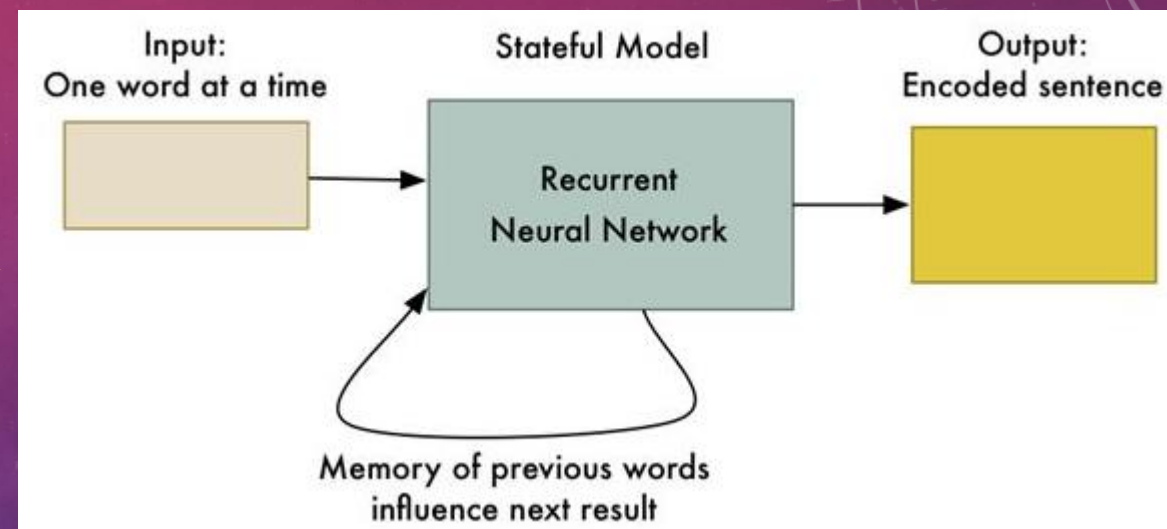 Input:
One word at a time
Stateful Model
Output:
Encoded sentence
Recurrent
Neural Network
Memory of previous words
influence next result